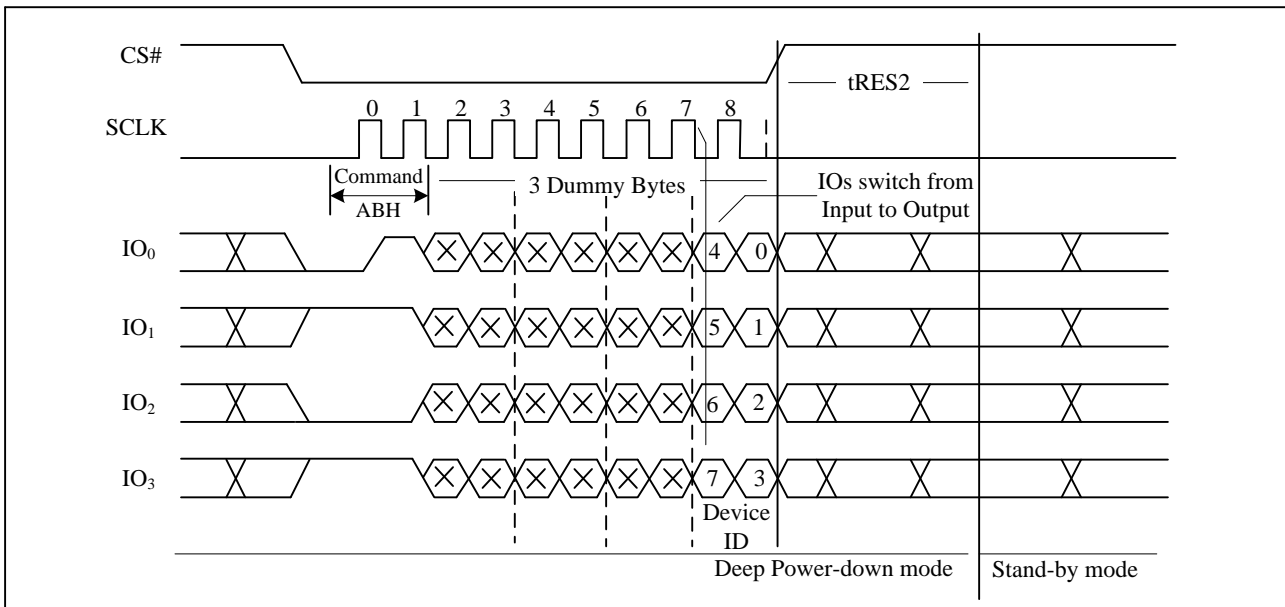 CS#
tRES2
0 1 2 3 4 5 6 7 8
SCLK
Command
ABH
3 Dummy Bytes
IOs switch from
Input to Output
IO0 4 0
IO1 5 1
IO2 6 2
IO3 7 3
Device
ID
Deep Power-down mode Stand-by mode